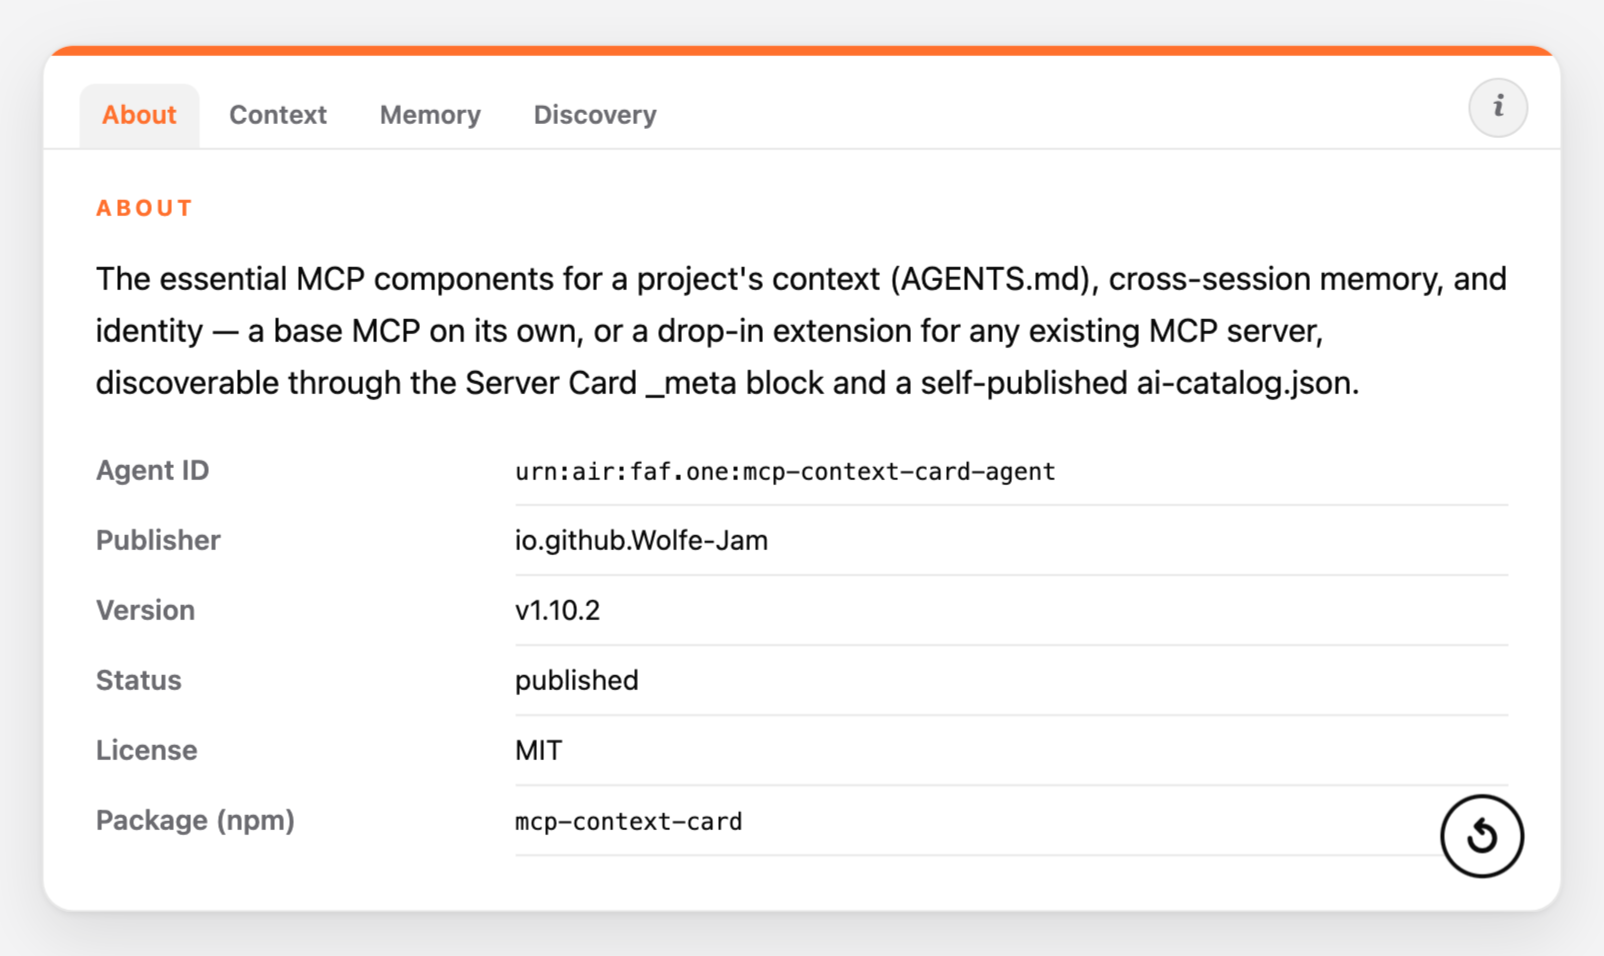 About Context Memory Discovery i
ABOUT
The essential MCP components for a project's context (AGENTS.md), cross-session memory, and
identity — a base MCP on its own, or a drop-in extension for any existing MCP server,
discoverable through the Server Card _meta block and a self-published ai-catalog.json.
Agent ID urn:air:faf.one:mcp-context-card-agent
Publisher io.github.Wolfe-Jam
Version v1.10.2
Status published
License MIT
Package (npm) mcp-context-card